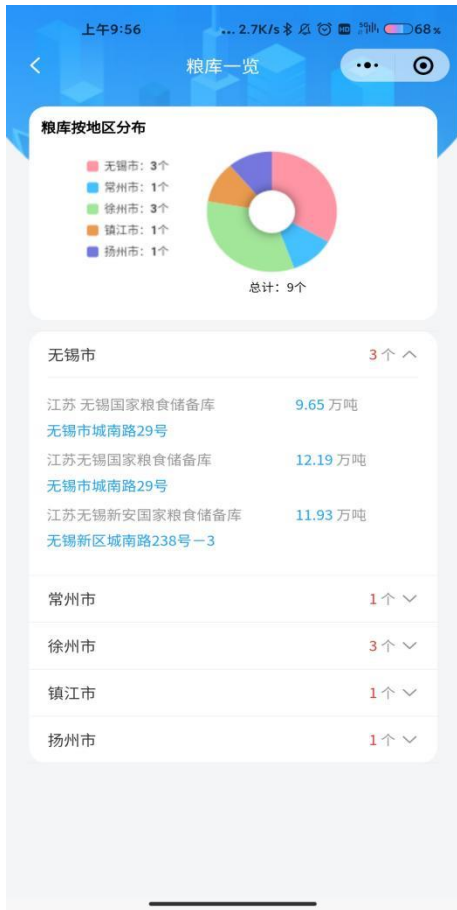 上午9:56 ... 2.7K/s HD 5G 68%
粮库一览
粮库按地区分布
无锡市：3个
常州市：1个
徐州市：3个
镇江市：1个
扬州市：1个
总计：9个
无锡市 3个
江苏 无锡国家粮食储备库 9.65 万吨
无锡市城南路29号
江苏无锡国家粮食储备库 12.19 万吨
无锡市城南路29号
江苏无锡新安国家粮食储备库 11.93 万吨
无锡新区城南路238号－3
常州市 1个
徐州市 3个
镇江市 1个
扬州市 1个